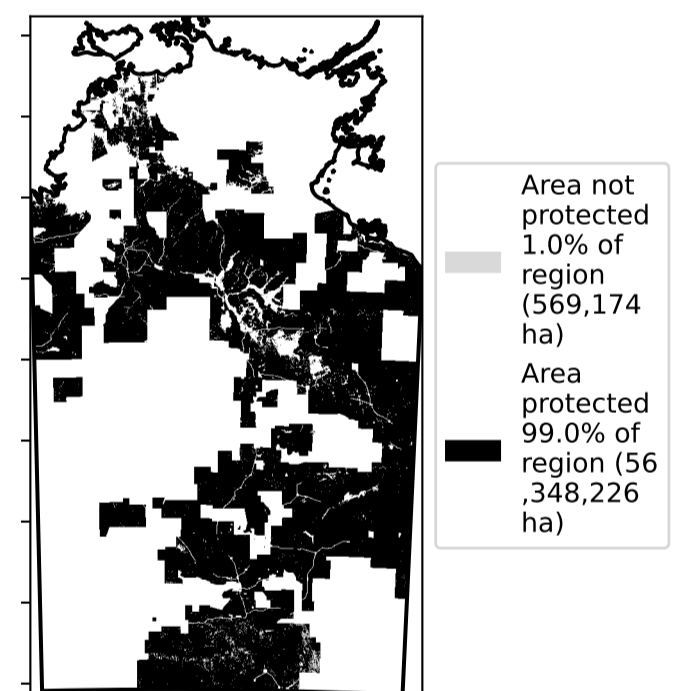 Area not
protected
1.0% of
region
(569,174
ha)
Area
protected
99.0% of
region (56
,348,226
ha)